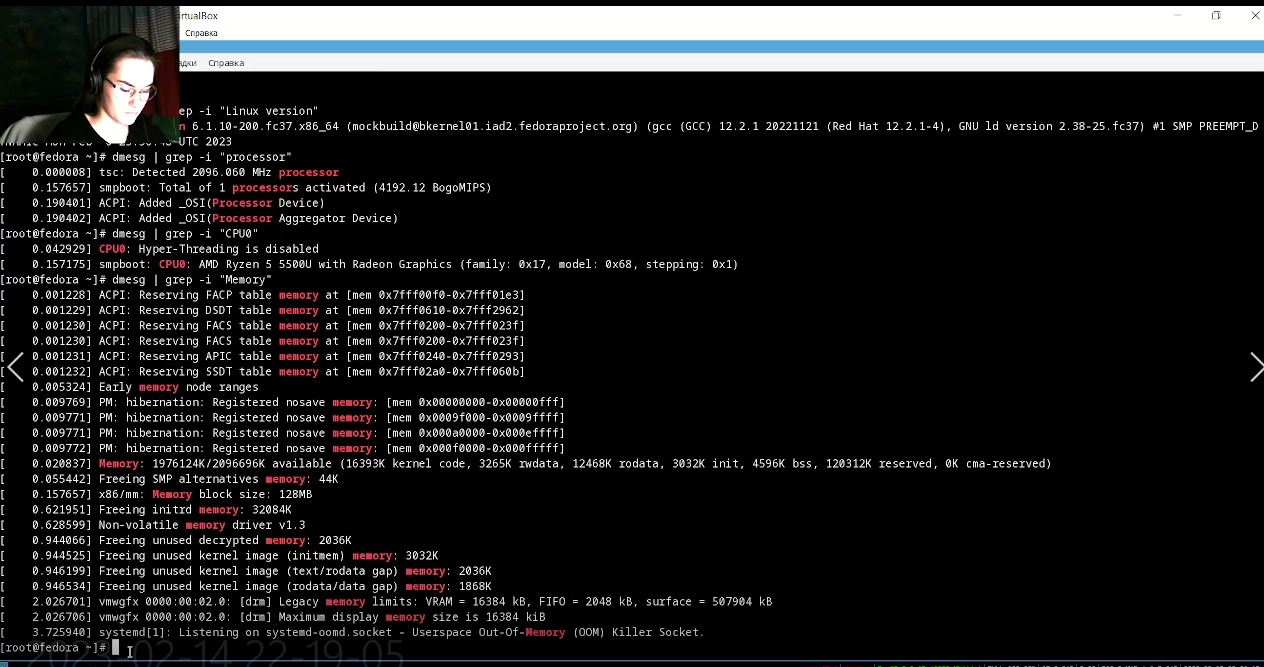 rtualBox
Справка
адки Справка
ep -i "Linux version"
n 6.1.10-200.fc37.x86_64 (mockbuild@bkernel01.iad2.fedoraproject.org) (gcc (GCC) 12.2.1 20221121 (Red Hat 12.2.1-4), GNU ld version 2.38-25.fc37) #1 SMP PREEMPT_D
UTC 2023
[root@fedora ~]# dmesg | grep -i "processor"
[    0.000008] tsc: Detected 2096.060 MHz processor
[    0.157657] smpboot: Total of 1 processors activated (4192.12 BogoMIPS)
[    0.190401] ACPI: Added _OSI(Processor Device)
[    0.190402] ACPI: Added _OSI(Processor Aggregator Device)
[root@fedora ~]# dmesg | grep -i "CPU0"
[    0.042929] CPU0: Hyper-Threading is disabled
[    0.157175] smpboot: CPU0: AMD Ryzen 5 5500U with Radeon Graphics (family: 0x17, model: 0x68, stepping: 0x1)
[root@fedora ~]# dmesg | grep -i "Memory"
[    0.001228] ACPI: Reserving FACP table memory at [mem 0x7fff00f0-0x7fff01e3]
[    0.001229] ACPI: Reserving DSDT table memory at [mem 0x7fff0610-0x7fff2962]
[    0.001230] ACPI: Reserving FACS table memory at [mem 0x7fff0200-0x7fff023f]
[    0.001230] ACPI: Reserving FACS table memory at [mem 0x7fff0200-0x7fff023f]
[    0.001231] ACPI: Reserving APIC table memory at [mem 0x7fff0240-0x7fff0293]
[    0.001232] ACPI: Reserving SSDT table memory at [mem 0x7fff02a0-0x7fff060b]
[    0.005324] Early memory node ranges
[    0.009769] PM: hibernation: Registered nosave memory: [mem 0x00000000-0x00000fff]
[    0.009771] PM: hibernation: Registered nosave memory: [mem 0x0009f000-0x0009ffff]
[    0.009771] PM: hibernation: Registered nosave memory: [mem 0x000a0000-0x000effff]
[    0.009772] PM: hibernation: Registered nosave memory: [mem 0x000f0000-0x000fffff]
[    0.020837] Memory: 1976124K/2096696K available (16393K kernel code, 3265K rwdata, 12468K rodata, 3032K init, 4596K bss, 120312K reserved, 0K cma-reserved)
[    0.055442] Freeing SMP alternatives memory: 44K
[    0.157657] x86/mm: Memory block size: 128MB
[    0.621951] Freeing initrd memory: 32084K
[    0.628599] Non-volatile memory driver v1.3
[    0.944066] Freeing unused decrypted memory: 2036K
[    0.944525] Freeing unused kernel image (initmem) memory: 3032K
[    0.946199] Freeing unused kernel image (text/rodata gap) memory: 2036K
[    0.946534] Freeing unused kernel image (rodata/data gap) memory: 1868K
[    2.026701] vmwgfx 0000:00:02.0: [drm] Legacy memory limits: VRAM = 16384 kB, FIFO = 2048 kB, surface = 507904 kB
[    2.026706] vmwgfx 0000:00:02.0: [drm] Maximum display memory size is 16384 kiB
[    3.725940] systemd[1]: Listening on systemd-oomd.socket - Userspace Out-Of-Memory (OOM) Killer Socket.
[root@fedora ~]#
2023-02-14 22-19-05